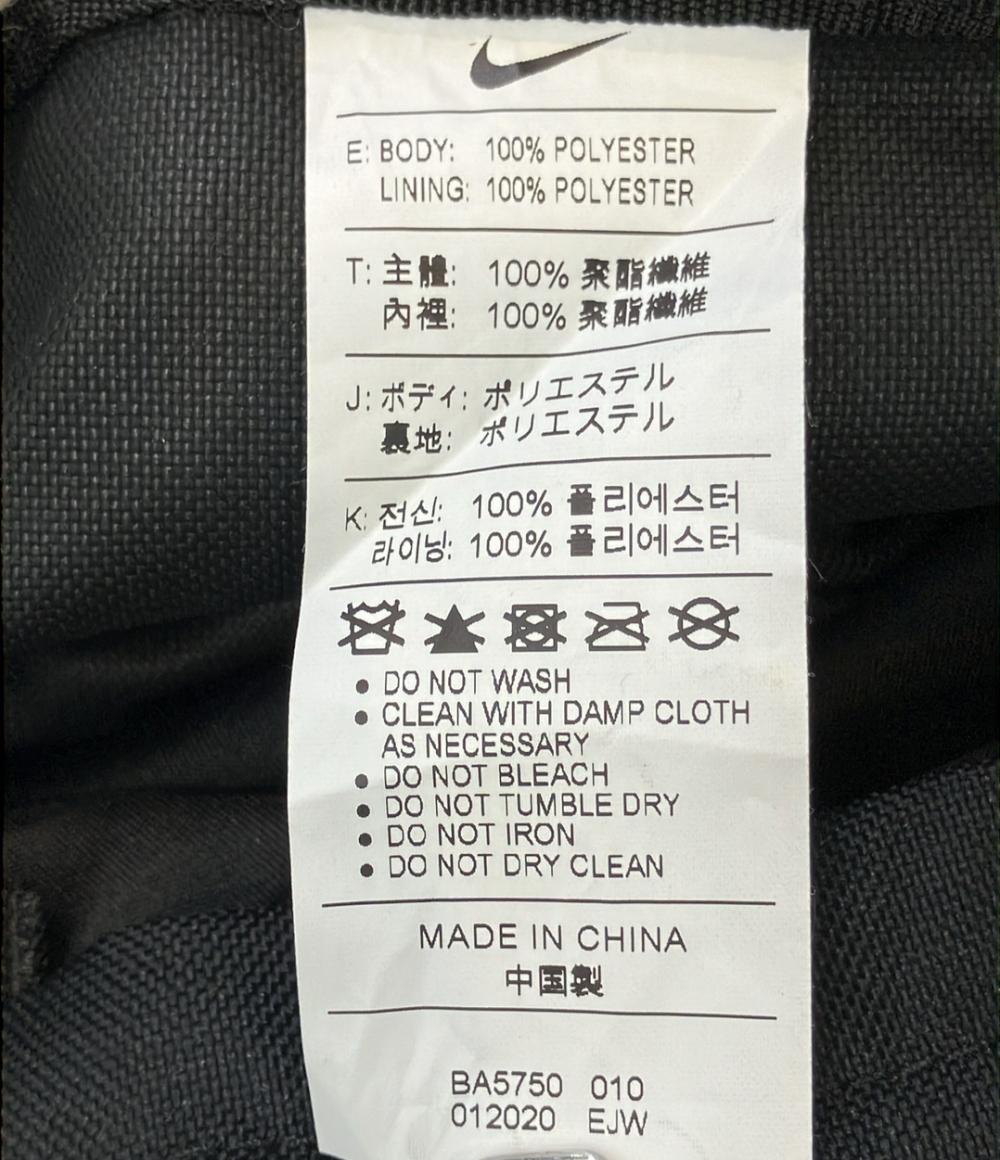 E: BODY: 100% POLYESTER
LINING: 100% POLYESTER
T: 主體: 100% 聚酯纖維
內裡: 100% 聚酯纖維
J: ボディ: ポリエステル
裏地: ポリエステル
K: 전신: 100% 폴리에스터
라이닝: 100% 폴리에스터
• DO NOT WASH
• CLEAN WITH DAMP CLOTH
AS NECESSARY
• DO NOT BLEACH
• DO NOT TUMBLE DRY
• DO NOT IRON
• DO NOT DRY CLEAN
MADE IN CHINA
中国製
BA5750 010
012020 EJW